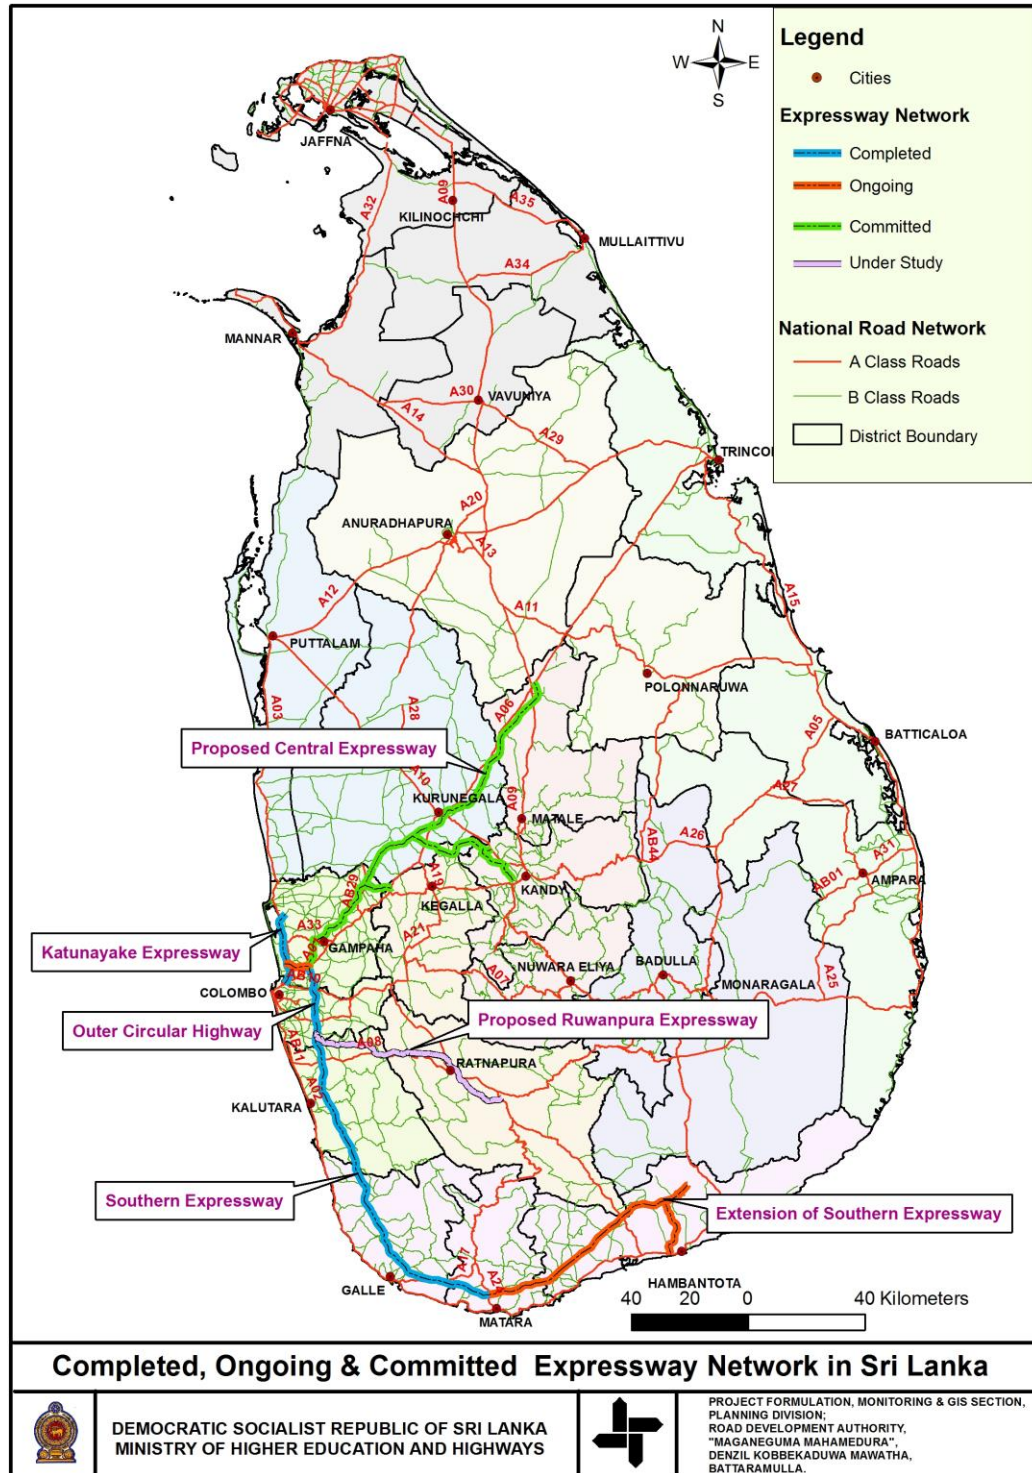 N
W E
S
Legend
Cities
Expressway Network
Completed
Ongoing
Committed
Under Study
National Road Network
A Class Roads
B Class Roads
District Boundary
JAFFNA
A32
A09
KILINOCHCHI
A35
MULLAITTIVU
A34
MANNAR
A30
VAVUNIYA
A14
A29
TRINCO
A20
ANURADHAPURA
A13
A12
A11
A15
PUTTALAM
POLONNARUWA
A03
A28
A06
A05
BATTICALOA
Proposed Central Expressway
A10
A27
KURUNEGALA
A09
MATALE
AB44
A26
A31
AB01
AMPARA
AB29
A19
KANDY
KEGALLA
A33
A21
Katunayake Expressway
GAMPAHA
A07
NUWARA ELIYA
BADULLA
MONARAGALA
A25
COLOMBO
Outer Circular Highway
Proposed Ruwanpura Expressway
A08
RATNAPURA
A02
KALUTARA
Southern Expressway
Extension of Southern Expressway
A17
GALLE
HAMBANTOTA
MATARA
40 20 0 40 Kilometers
Completed, Ongoing & Committed Expressway Network in Sri Lanka
DEMOCRATIC SOCIALIST REPUBLIC OF SRI LANKA
MINISTRY OF HIGHER EDUCATION AND HIGHWAYS
PROJECT FORMULATION, MONITORING & GIS SECTION,
PLANNING DIVISION;
ROAD DEVELOPMENT AUTHORITY,
"MAGANEGUMA MAHAMEDURA",
DENZIL KOBBEKADUWA MAWATHA,
BATTARAMULLA.